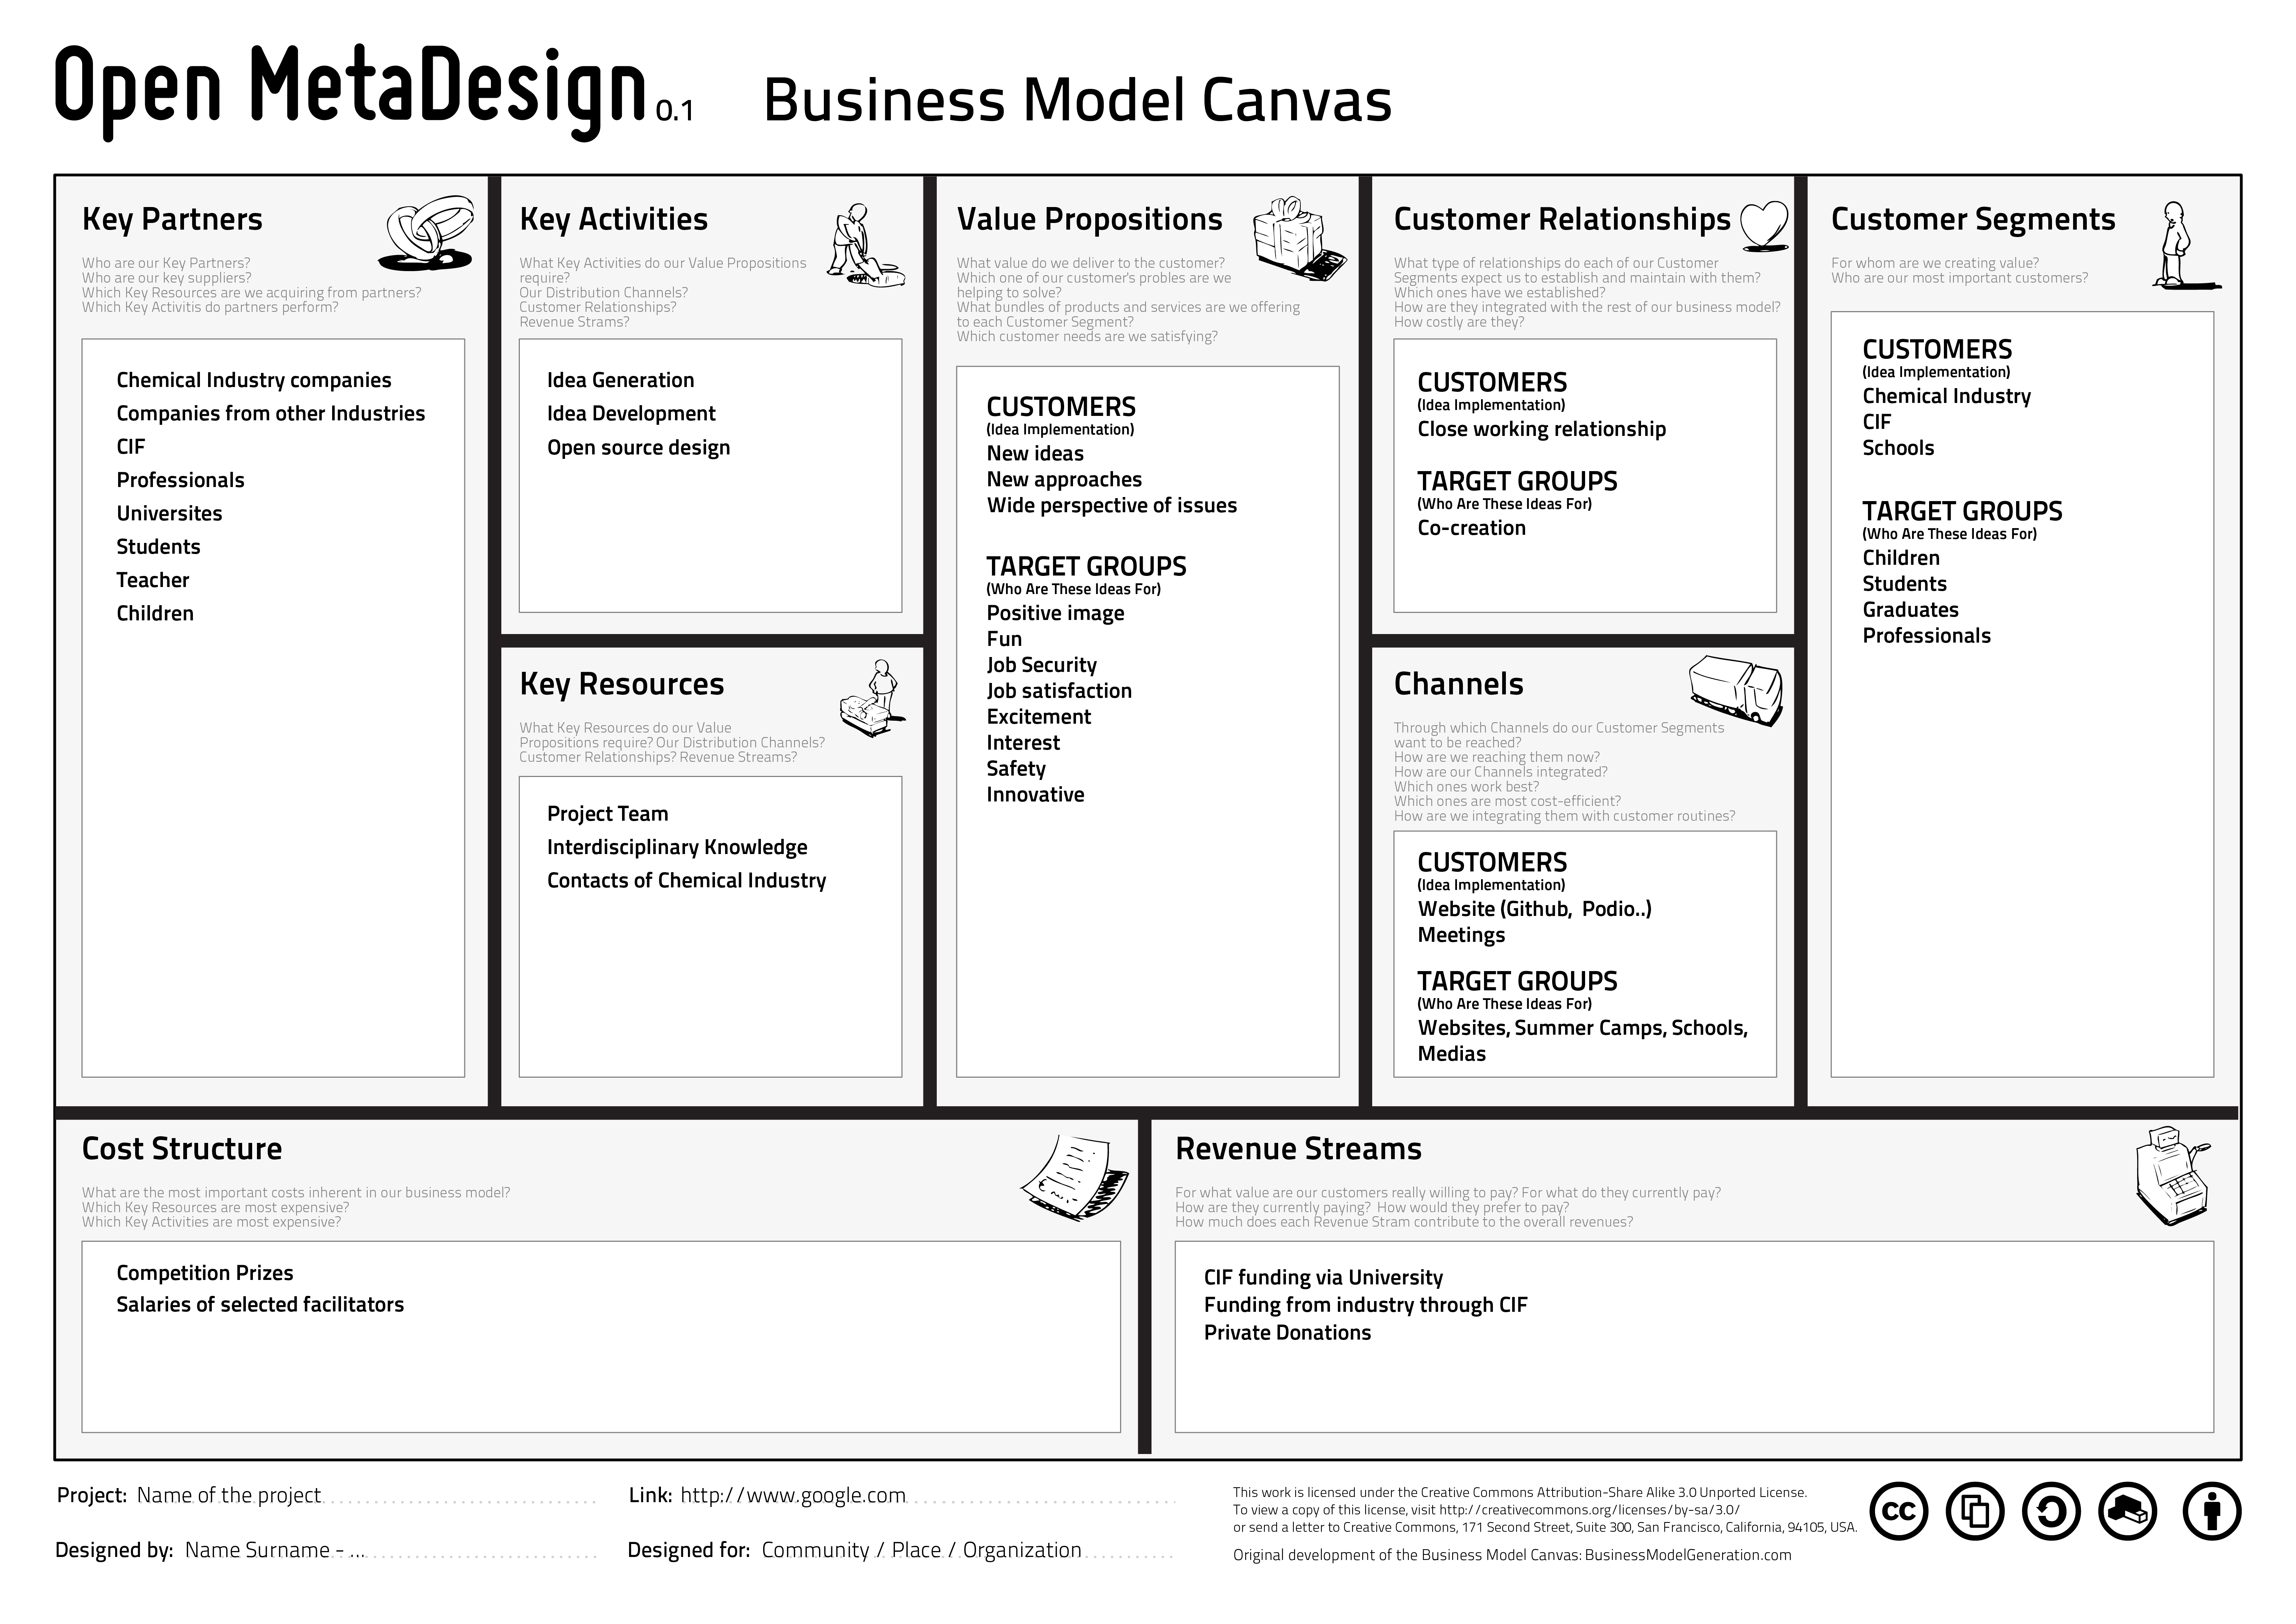 Open MetaDesign 0.1 Business Model Canvas
Key Partners
Who are our Key Partners?
Who are our key suppliers?
Which Key Resources are we acquiring from partners?
Which Key Activitis do partners perform?
Chemical Industry companies
Companies from other Industries
CIF
Professionals
Universites
Students
Teacher
Children
Key Activities
What Key Activities do our Value Propositions
require?
Our Distribution Channels?
Customer Relationships?
Revenue Strams?
Idea Generation
Idea Development
Open source design
Key Resources
What Key Resources do our Value
Propositions require? Our Distribution Channels?
Customer Relationships? Revenue Streams?
Project Team
Interdisciplinary Knowledge
Contacts of Chemical Industry
Value Propositions
What value do we deliver to the customer?
Which one of our customer's probles are we
helping to solve?
What bundles of products and services are we offering
to each Customer Segment?
Which customer needs are we satisfying?
CUSTOMERS
(Idea Implementation)
New ideas
New approaches
Wide perspective of issues
TARGET GROUPS
(Who Are These Ideas For)
Positive image
Fun
Job Security
Job satisfaction
Excitement
Interest
Safety
Innovative
Customer Relationships
What type of relationships do each of our Customer
Segments expect us to establish and maintain with them?
Which ones have we established?
How are they integrated with the rest of our business model?
How costly are they?
CUSTOMERS
(Idea Implementation)
Close working relationship
TARGET GROUPS
(Who Are These Ideas For)
Co-creation
Channels
Through which Channels do our Customer Segments
want to be reached?
How are we reaching them now?
How are our Channels integrated?
Which ones work best?
Which ones are most cost-efficient?
How are we integrating them with customer routines?
CUSTOMERS
(Idea Implementation)
Website (Github, Podio..)
Meetings
TARGET GROUPS
(Who Are These Ideas For)
Websites, Summer Camps, Schools,
Medias
Customer Segments
For whom are we creating value?
Who are our most important customers?
CUSTOMERS
(Idea Implementation)
Chemical Industry
CIF
Schools
TARGET GROUPS
(Who Are These Ideas For)
Children
Students
Graduates
Professionals
Cost Structure
What are the most important costs inherent in our business model?
Which Key Resources are most expensive?
Which Key Activities are most expensive?
Competition Prizes
Salaries of selected facilitators
Revenue Streams
For what value are our customers really willing to pay? For what do they currently pay?
How are they currently paying? How would they prefer to pay?
How much does each Revenue Stram contribute to the overall revenues?
CIF funding via University
Funding from industry through CIF
Private Donations
Project: Name of the project
Designed by: Name Surname - ...
Link: http://www.google.com
Designed for: Community / Place / Organization
This work is licensed under the Creative Commons Attribution-Share Alike 3.0 Unported License.
To view a copy of this license, visit http://creativecommons.org/licenses/by-sa/3.0/
or send a letter to Creative Commons, 171 Second Street, Suite 300, San Francisco, California, 94105, USA.
Original development of the Business Model Canvas: BusinessModelGeneration.com
cc